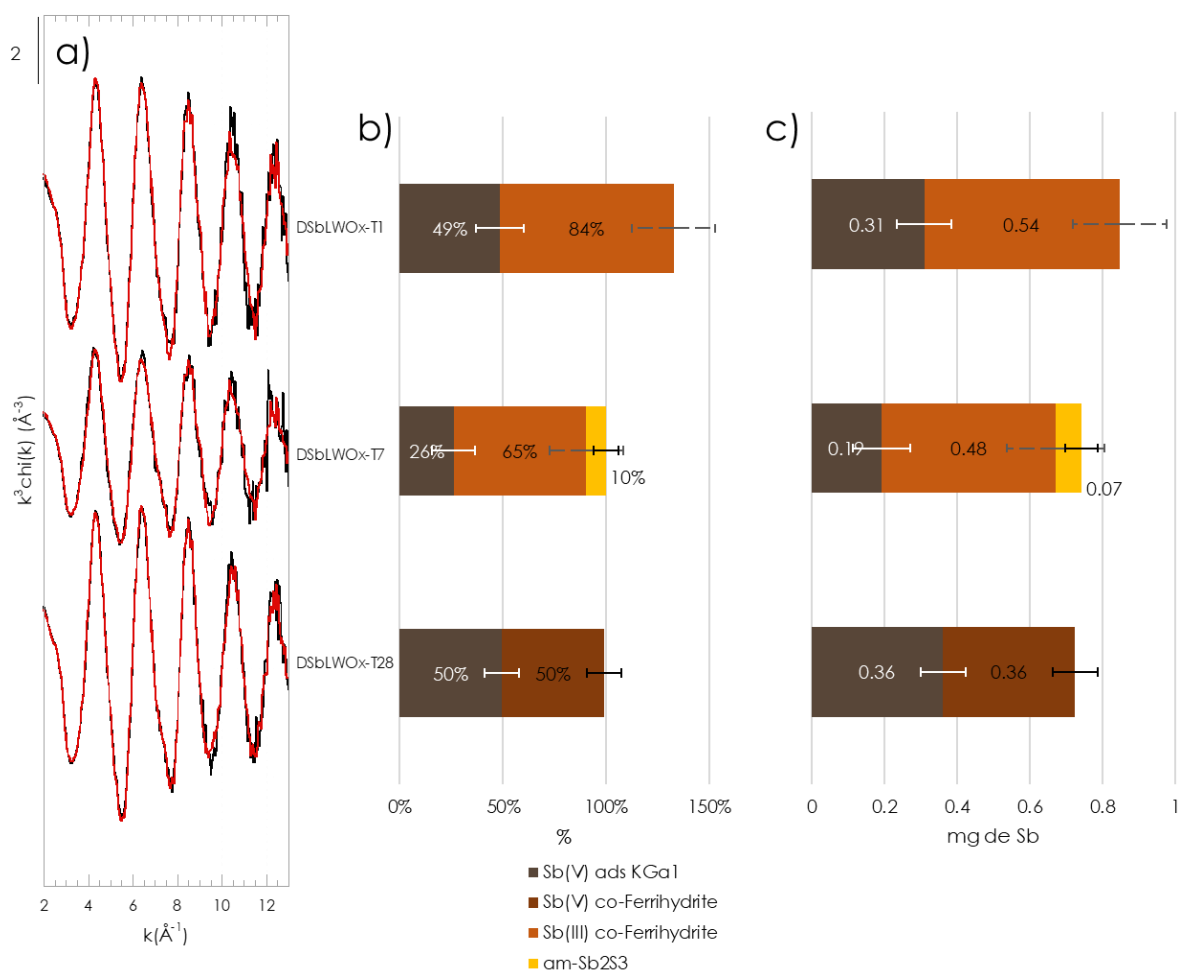 2
a)
b)
c)
k³chi(k) (Å⁻³)
DSbLWOx-T1
49%
84%
0.31
0.54
DSbLWOx-T7
26%
65%
10%
0.19
0.48
0.07
DSbLWOx-T28
50%
50%
0.36
0.36
2 4 6 8 10 12
k(Å⁻¹)
0% 50% 100% 150%
%
0 0.2 0.4 0.6 0.8 1
mg de Sb
Sb(V) ads KGa1
Sb(V) co-Ferrihydrite
Sb(III) co-Ferrihydrite
am-Sb2S3